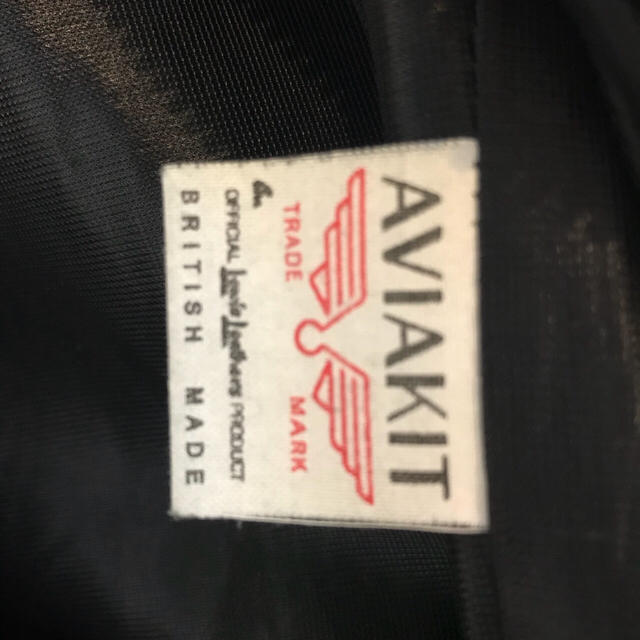 AVIAKIT
TRADE MARK
a.
OFFICIAL Lewis Leathers PRODUCT
BRITISH MADE